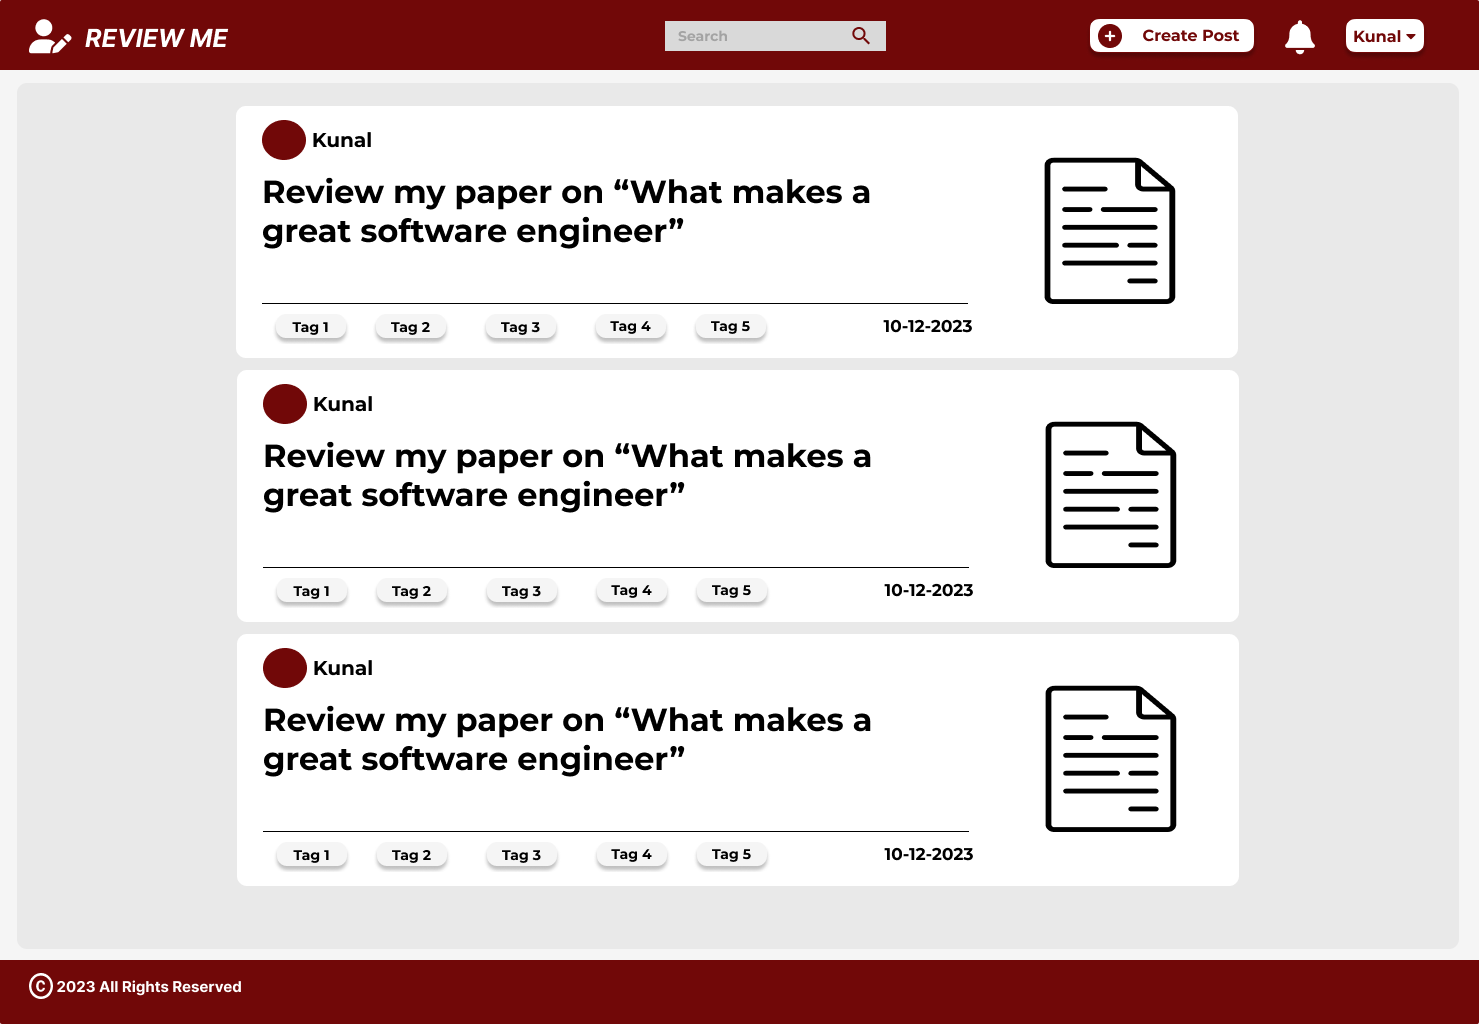 REVIEW ME
Search
Create Post
Kunal
Kunal
Review my paper on “What makes a
great software engineer”
Tag 1 Tag 2 Tag 3 Tag 4 Tag 5 10-12-2023
Kunal
Review my paper on “What makes a
great software engineer”
Tag 1 Tag 2 Tag 3 Tag 4 Tag 5 10-12-2023
Kunal
Review my paper on “What makes a
great software engineer”
Tag 1 Tag 2 Tag 3 Tag 4 Tag 5 10-12-2023
© 2023 All Rights Reserved